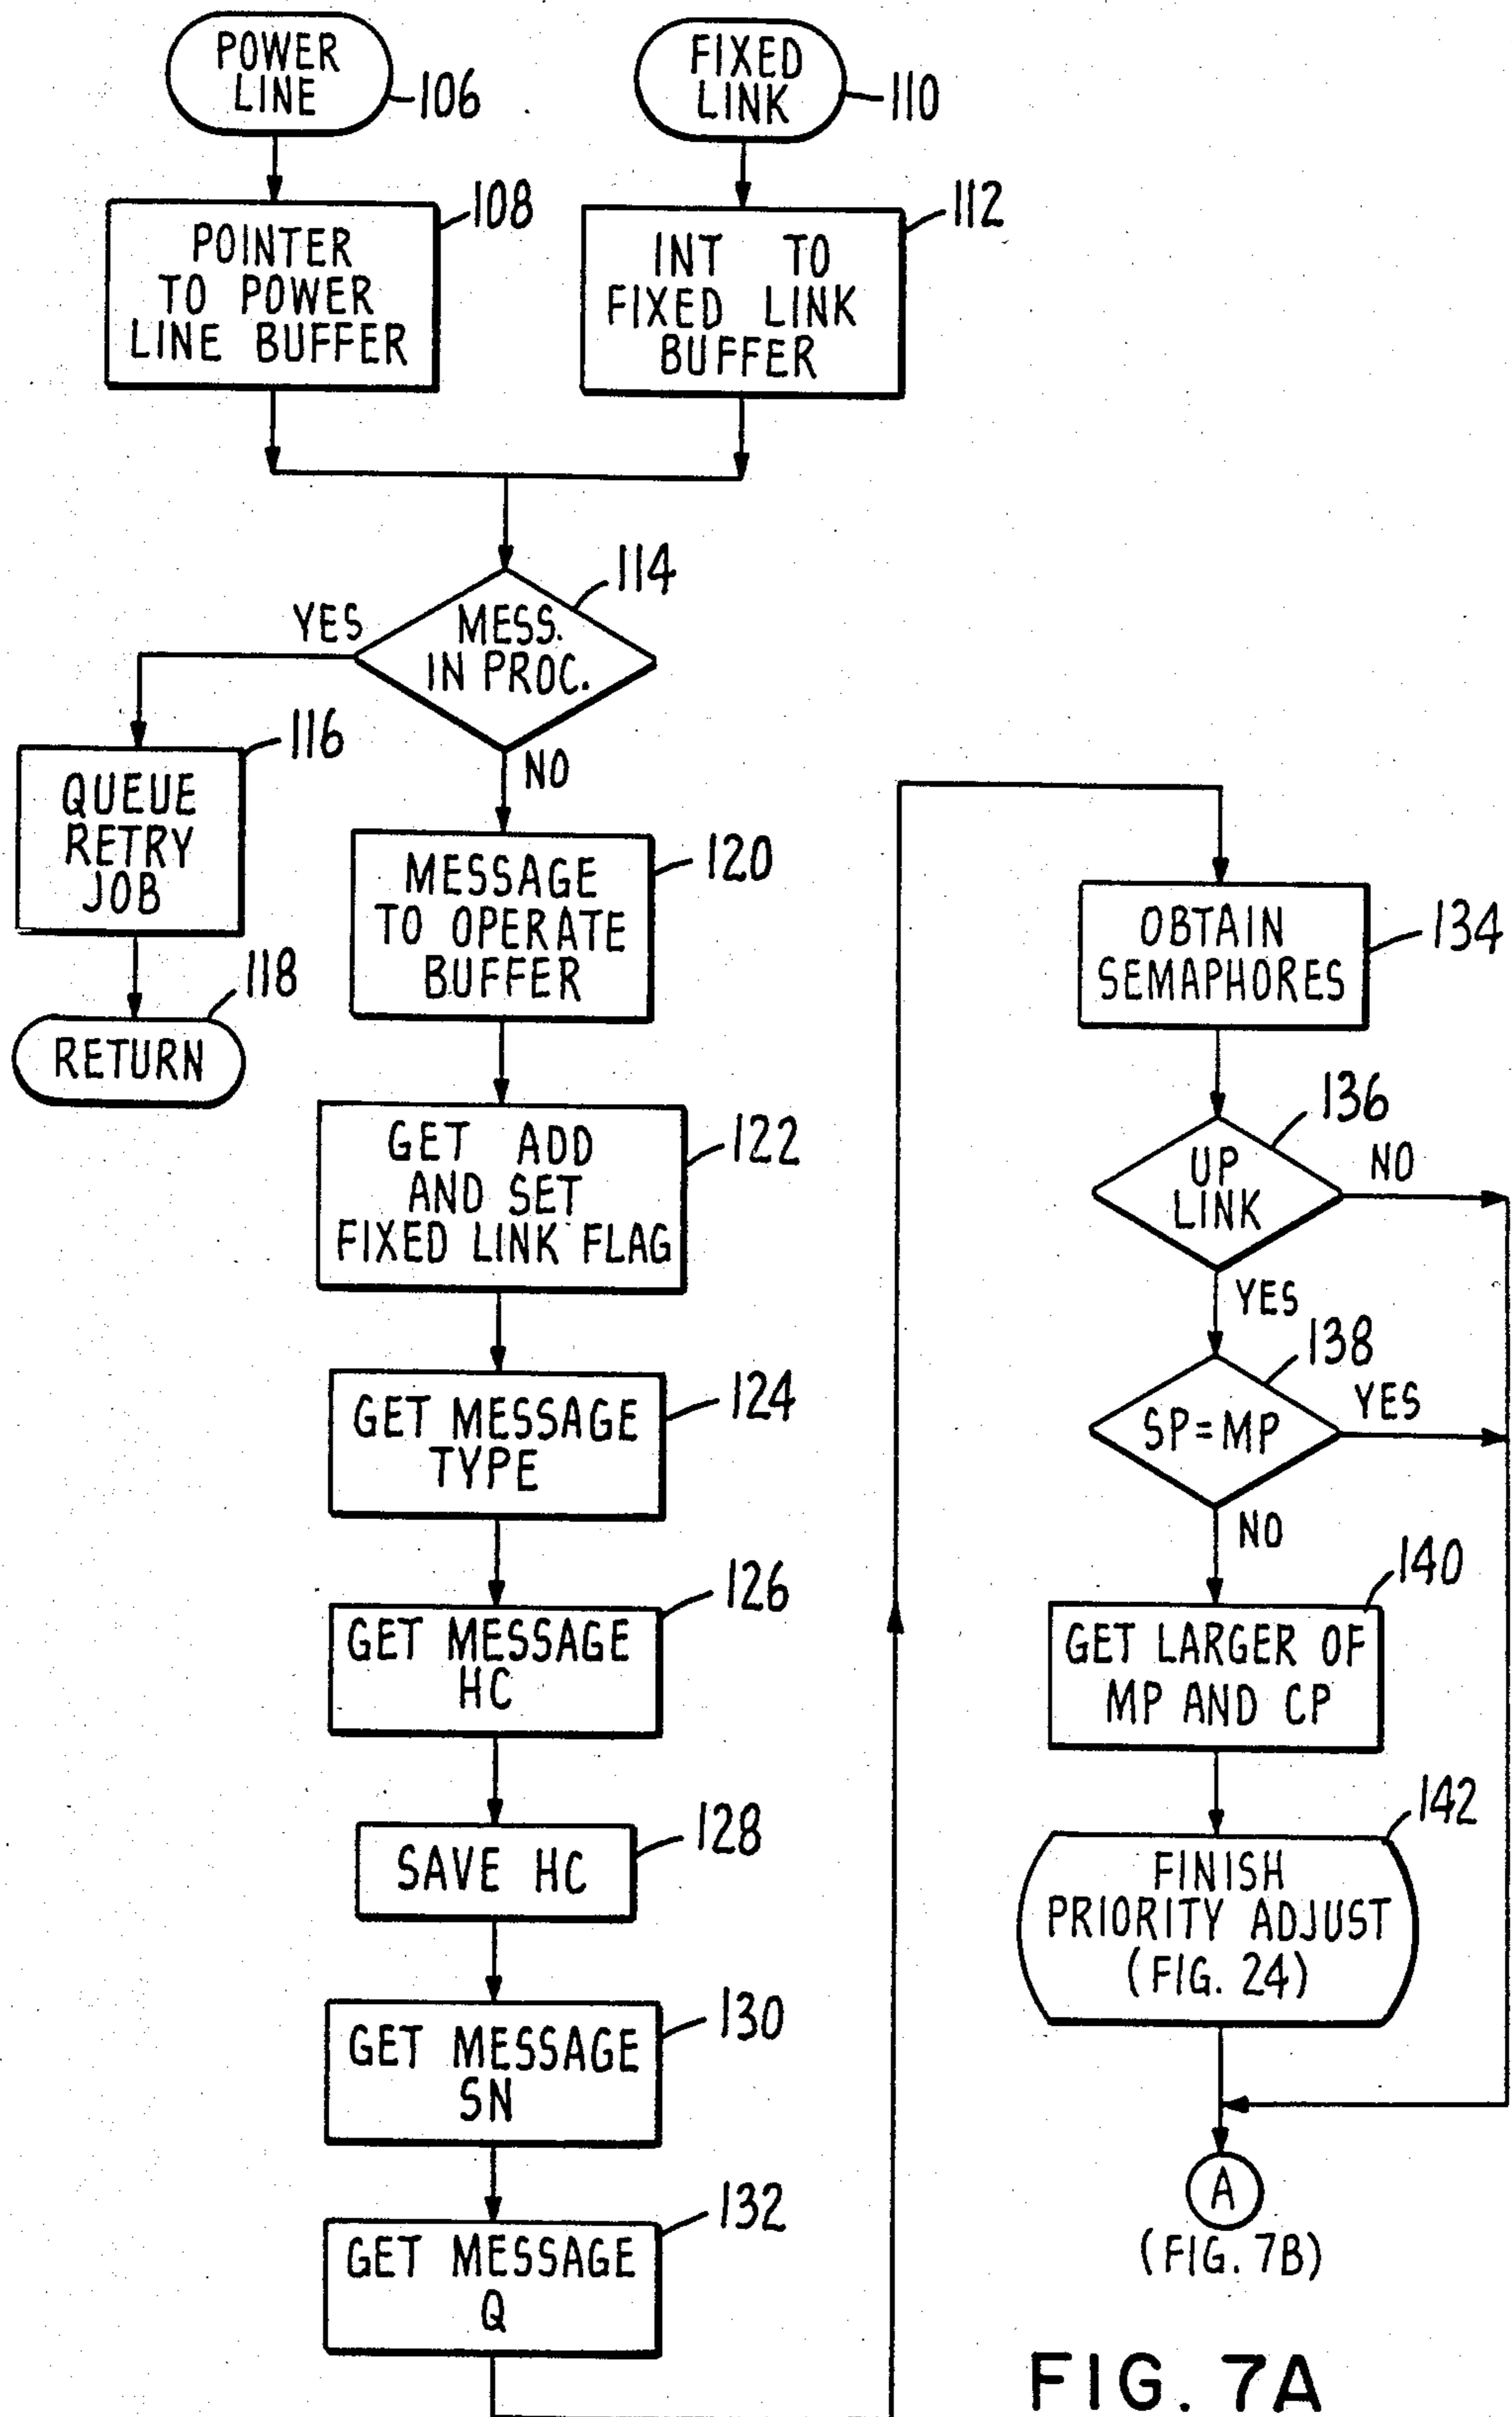 POWER
LINE
106
FIXED
LINK
110
POINTER
TO POWER
LINE BUFFER
108
INT TO
FIXED LINK
BUFFER
112
MESS.
IN PROC.
114
YES
NO
QUEUE
RETRY
JOB
116
RETURN
118
MESSAGE
TO OPERATE
BUFFER
120
GET ADD
AND SET
FIXED LINK FLAG
122
GET MESSAGE
TYPE
124
GET MESSAGE
HC
126
SAVE HC
128
GET MESSAGE
SN
130
GET MESSAGE
Q
132
OBTAIN
SEMAPHORES
134
UP
LINK
136
NO
YES
SP=MP
138
YES
NO
GET LARGER OF
MP AND CP
140
FINISH
PRIORITY ADJUST
(FIG. 24)
142
A
(FIG. 7B)
FIG. 7A